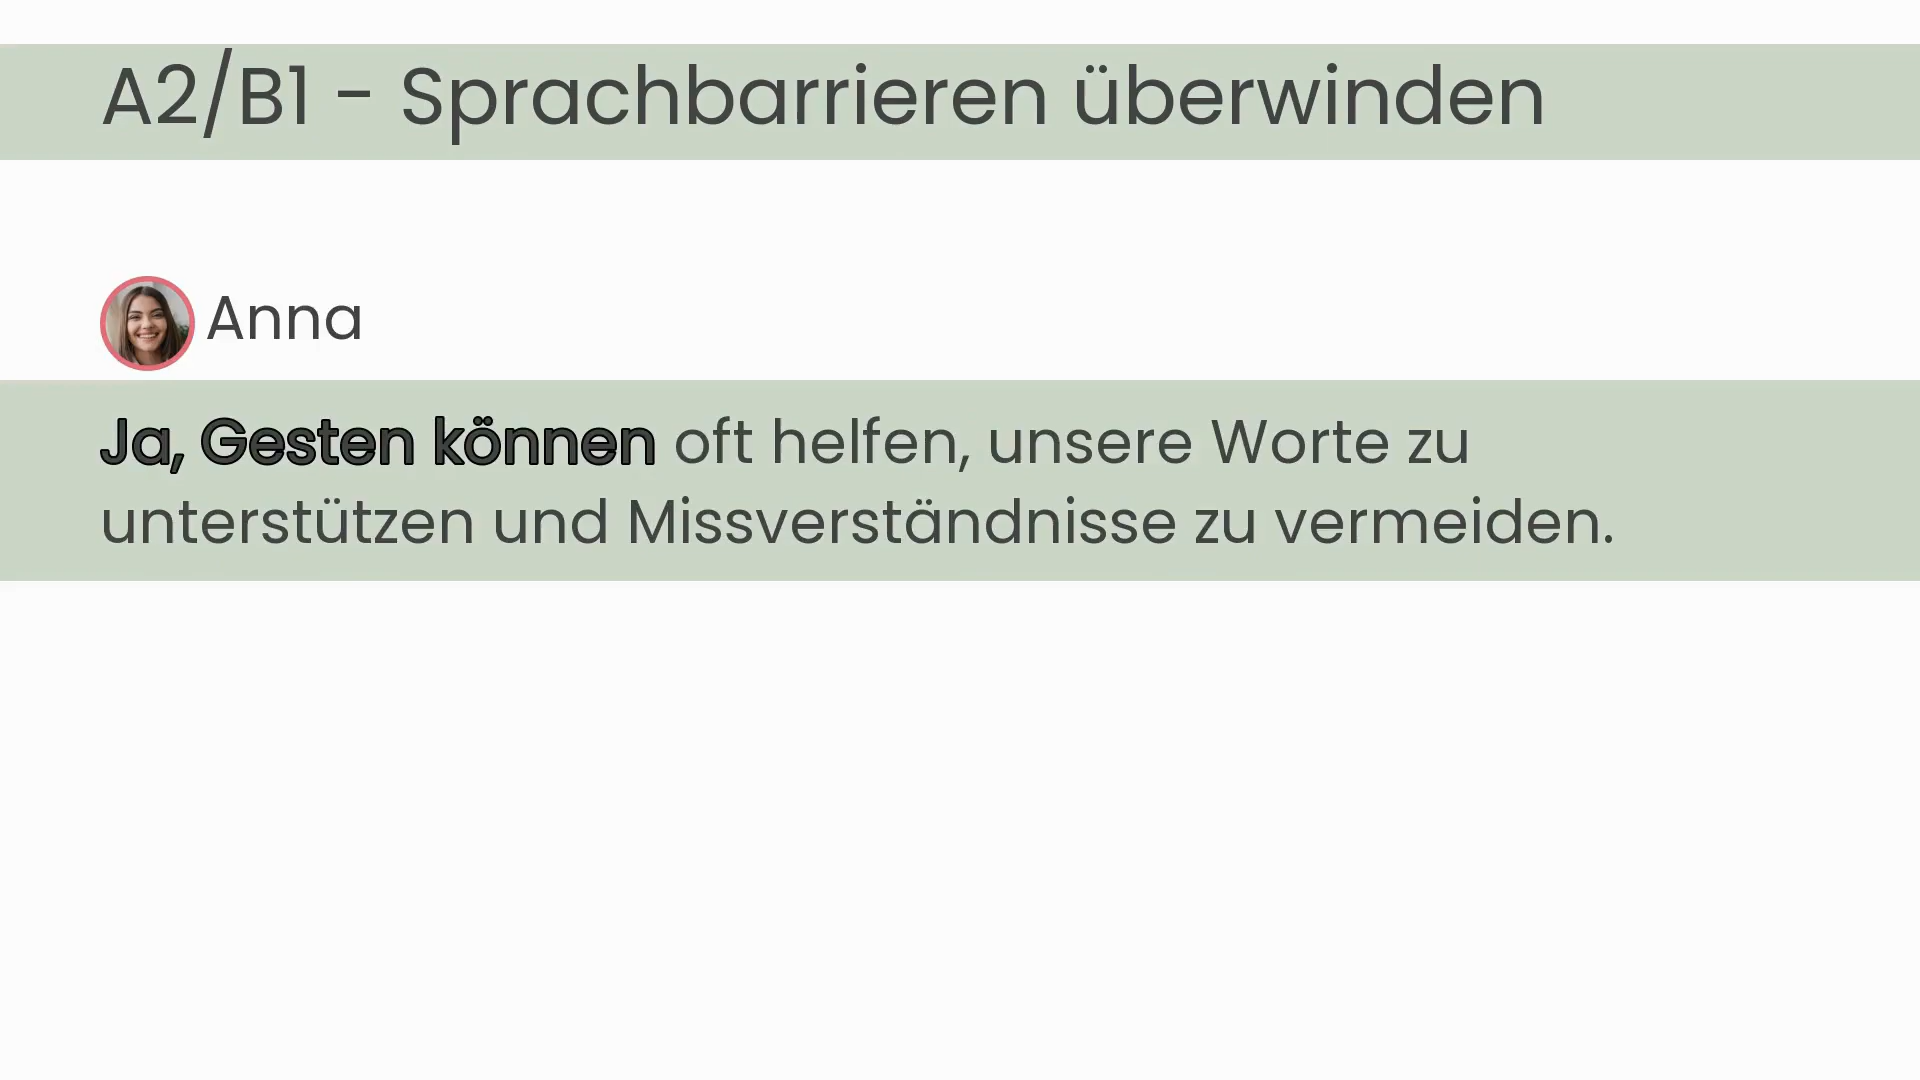 A2/B1 - Sprachbarrieren überwinden
Anna
Ja, Gesten können oft helfen, unsere Worte zu
unterstützen und Missverständnisse zu vermeiden.